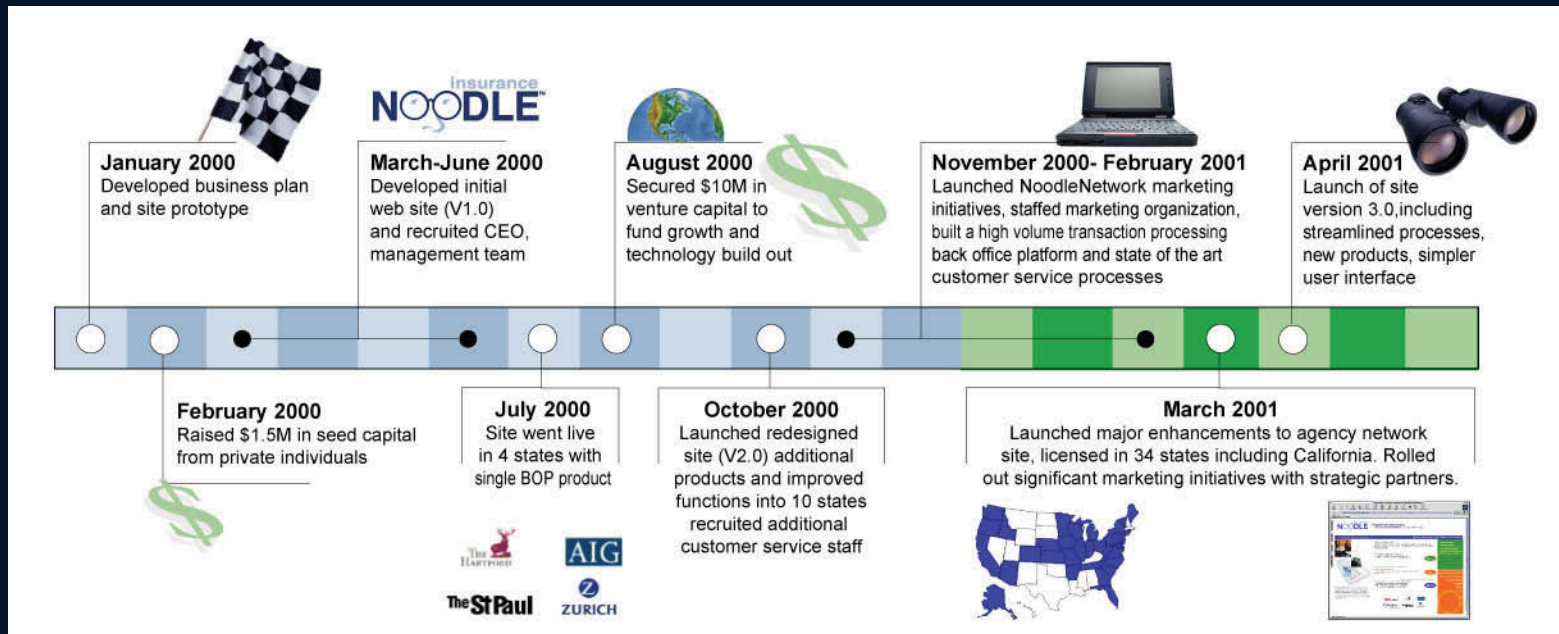 insurance
NOODLE™
January 2000
Developed business plan
and site prototype
March-June 2000
Developed initial
web site (V1.0)
and recruited CEO,
management team
August 2000
Secured $10M in
venture capital to
fund growth and
technology build out
$
November 2000- February 2001
Launched NoodleNetwork marketing
initiatives, staffed marketing organization,
built a high volume transaction processing
back office platform and state of the art
customer service processes
April 2001
Launch of site
version 3.0,including
streamlined processes,
new products, simpler
user interface
February 2000
Raised $1.5M in seed capital
from private individuals
$
July 2000
Site went live
in 4 states with
single BOP product
THE
HARTFORD
AIG
The St Paul
Z
ZURICH
October 2000
Launched redesigned
site (V2.0) additional
products and improved
functions into 10 states
recruited additional
customer service staff
March 2001
Launched major enhancements to agency network
site, licensed in 34 states including California. Rolled
out significant marketing initiatives with strategic partners.
NOODLE